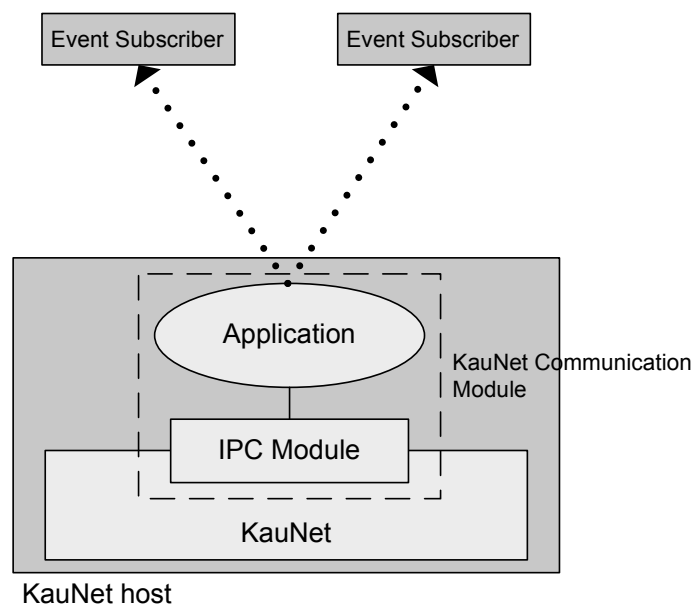 Event Subscriber
Event Subscriber
Application
KauNet Communication
Module
IPC Module
KauNet
KauNet host